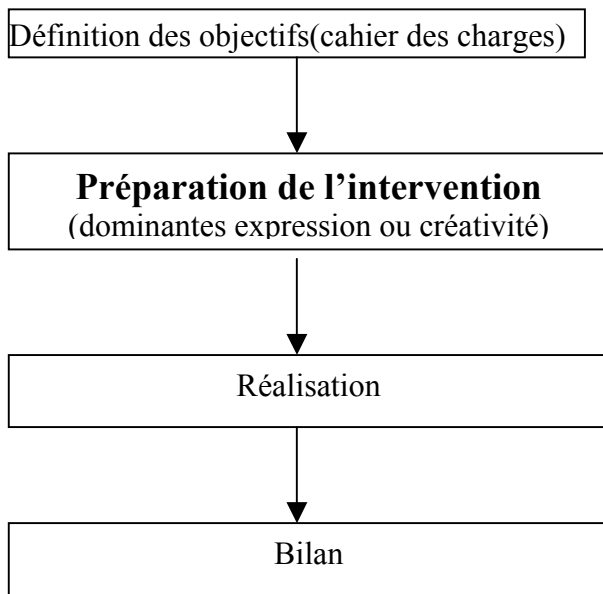 Définition des objectifs(cahier des charges)
Préparation de l’intervention
(dominantes expression ou créativité)
Réalisation
Bilan